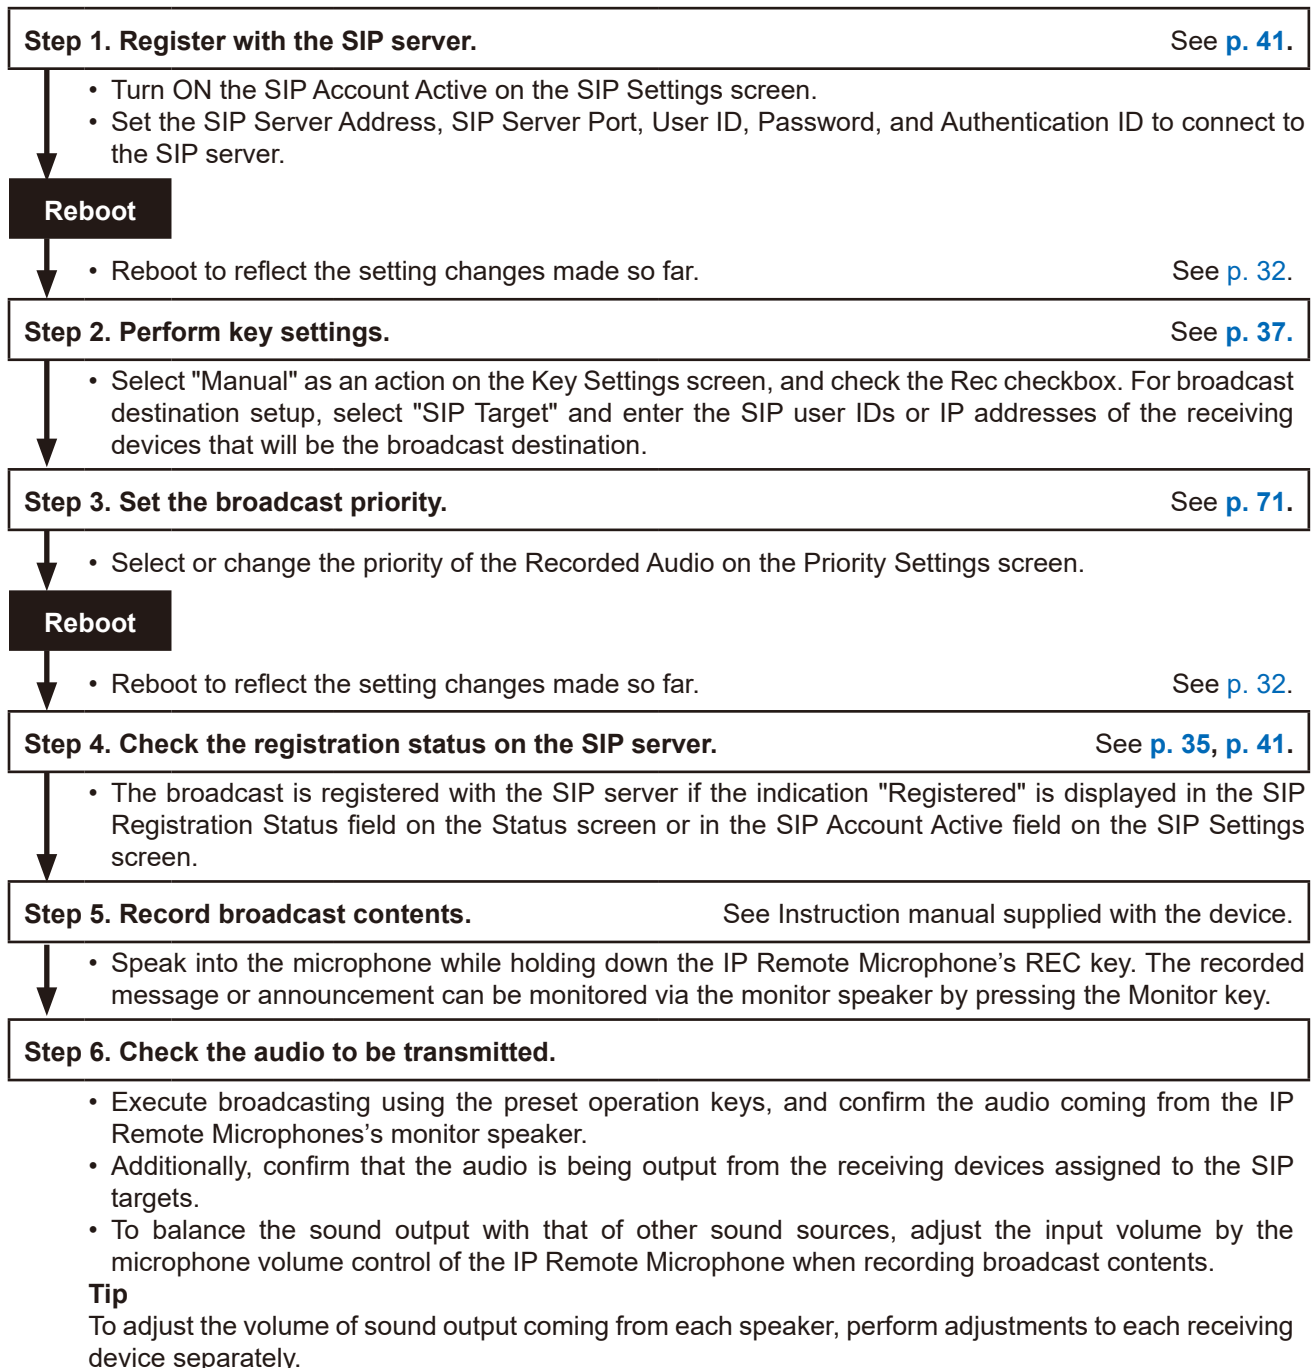 Step 1. Register with the SIP server. See p. 41.
• Turn ON the SIP Account Active on the SIP Settings screen.
• Set the SIP Server Address, SIP Server Port, User ID, Password, and Authentication ID to connect to
the SIP server.
Reboot
• Reboot to reflect the setting changes made so far. See p. 32.
Step 2. Perform key settings. See p. 37.
• Select "Manual" as an action on the Key Settings screen, and check the Rec checkbox. For broadcast
destination setup, select "SIP Target" and enter the SIP user IDs or IP addresses of the receiving
devices that will be the broadcast destination.
Step 3. Set the broadcast priority. See p. 71.
• Select or change the priority of the Recorded Audio on the Priority Settings screen.
Reboot
• Reboot to reflect the setting changes made so far. See p. 32.
Step 4. Check the registration status on the SIP server. See p. 35, p. 41.
• The broadcast is registered with the SIP server if the indication "Registered" is displayed in the SIP
Registration Status field on the Status screen or in the SIP Account Active field on the SIP Settings
screen.
Step 5. Record broadcast contents. See Instruction manual supplied with the device.
• Speak into the microphone while holding down the IP Remote Microphone’s REC key. The recorded
message or announcement can be monitored via the monitor speaker by pressing the Monitor key.
Step 6. Check the audio to be transmitted.
• Execute broadcasting using the preset operation keys, and confirm the audio coming from the IP
Remote Microphones’s monitor speaker.
• Additionally, confirm that the audio is being output from the receiving devices assigned to the SIP
targets.
• To balance the sound output with that of other sound sources, adjust the input volume by the
microphone volume control of the IP Remote Microphone when recording broadcast contents.
Tip
To adjust the volume of sound output coming from each speaker, perform adjustments to each receiving
device separately.